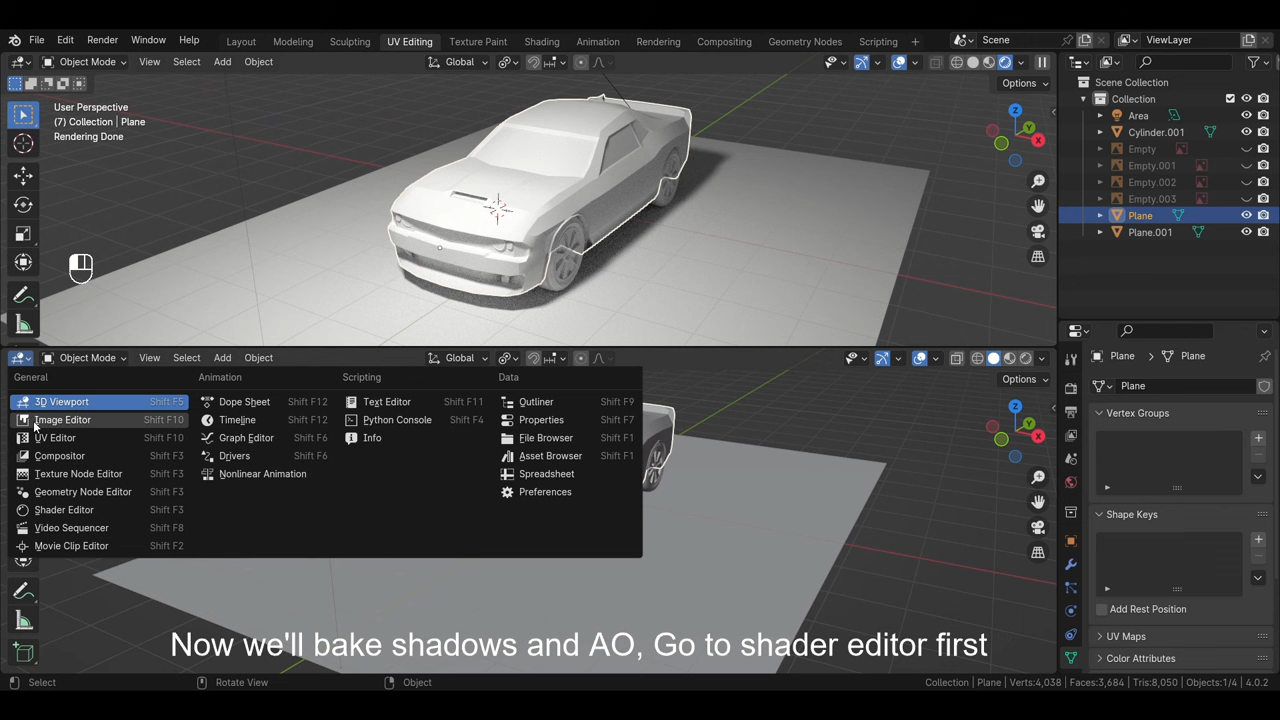 File Edit Render Window Help Layout Modeling Sculpting UV Editing Texture Paint Shading Animation Rendering Compositing Geometry Nodes Scripting + Scene ViewLayer
Object Mode View Select Add Object Global
Options
User Perspective
(7) Collection | Plane
Rendering Done
Z
Y
X
Scene Collection
Collection
Area
Cylinder.001
Empty
Empty.001
Empty.002
Empty.003
Plane
Plane.001
Object Mode View Select Add Object Global
Options
General
3D Viewport Shift F5
Image Editor Shift F10
UV Editor Shift F10
Compositor Shift F3
Texture Node Editor Shift F3
Geometry Node Editor Shift F3
Shader Editor Shift F3
Video Sequencer Shift F8
Movie Clip Editor Shift F2
Animation
Dope Sheet Shift F12
Timeline Shift F12
Graph Editor Shift F6
Drivers Shift F6
Nonlinear Animation
Scripting
Text Editor Shift F11
Python Console Shift F4
Info
Data
Outliner Shift F9
Properties Shift F7
File Browser Shift F1
Asset Browser Shift F1
Spreadsheet
Preferences
Z
Y
X
Plane > Plane
Plane
Vertex Groups
Shape Keys
Add Rest Position
UV Maps
Color Attributes
Now we'll bake shadows and AO, Go to shader editor first
Select Rotate View Object Collection | Plane | Verts:4,038 | Faces:3,684 | Tris:8,050 | Objects:1/4 | 4.0.2